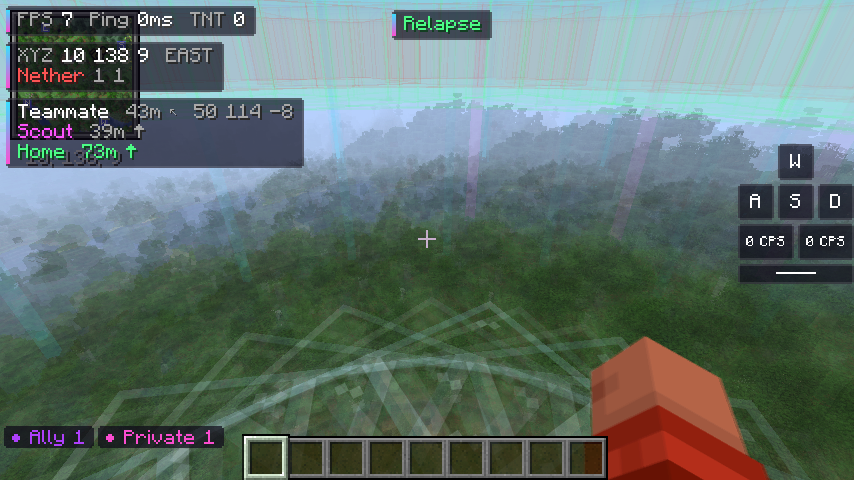 FPS 7 Ping 0ms TNT 0
Relapse
XYZ 10 138 9 EAST
Nether 1 1
Teammate 43m ↖ 50 114 -8
Scout 39m ↑
Home 73m ↑
W
A S D
0 CPS 0 CPS
Ally 1 Private 1